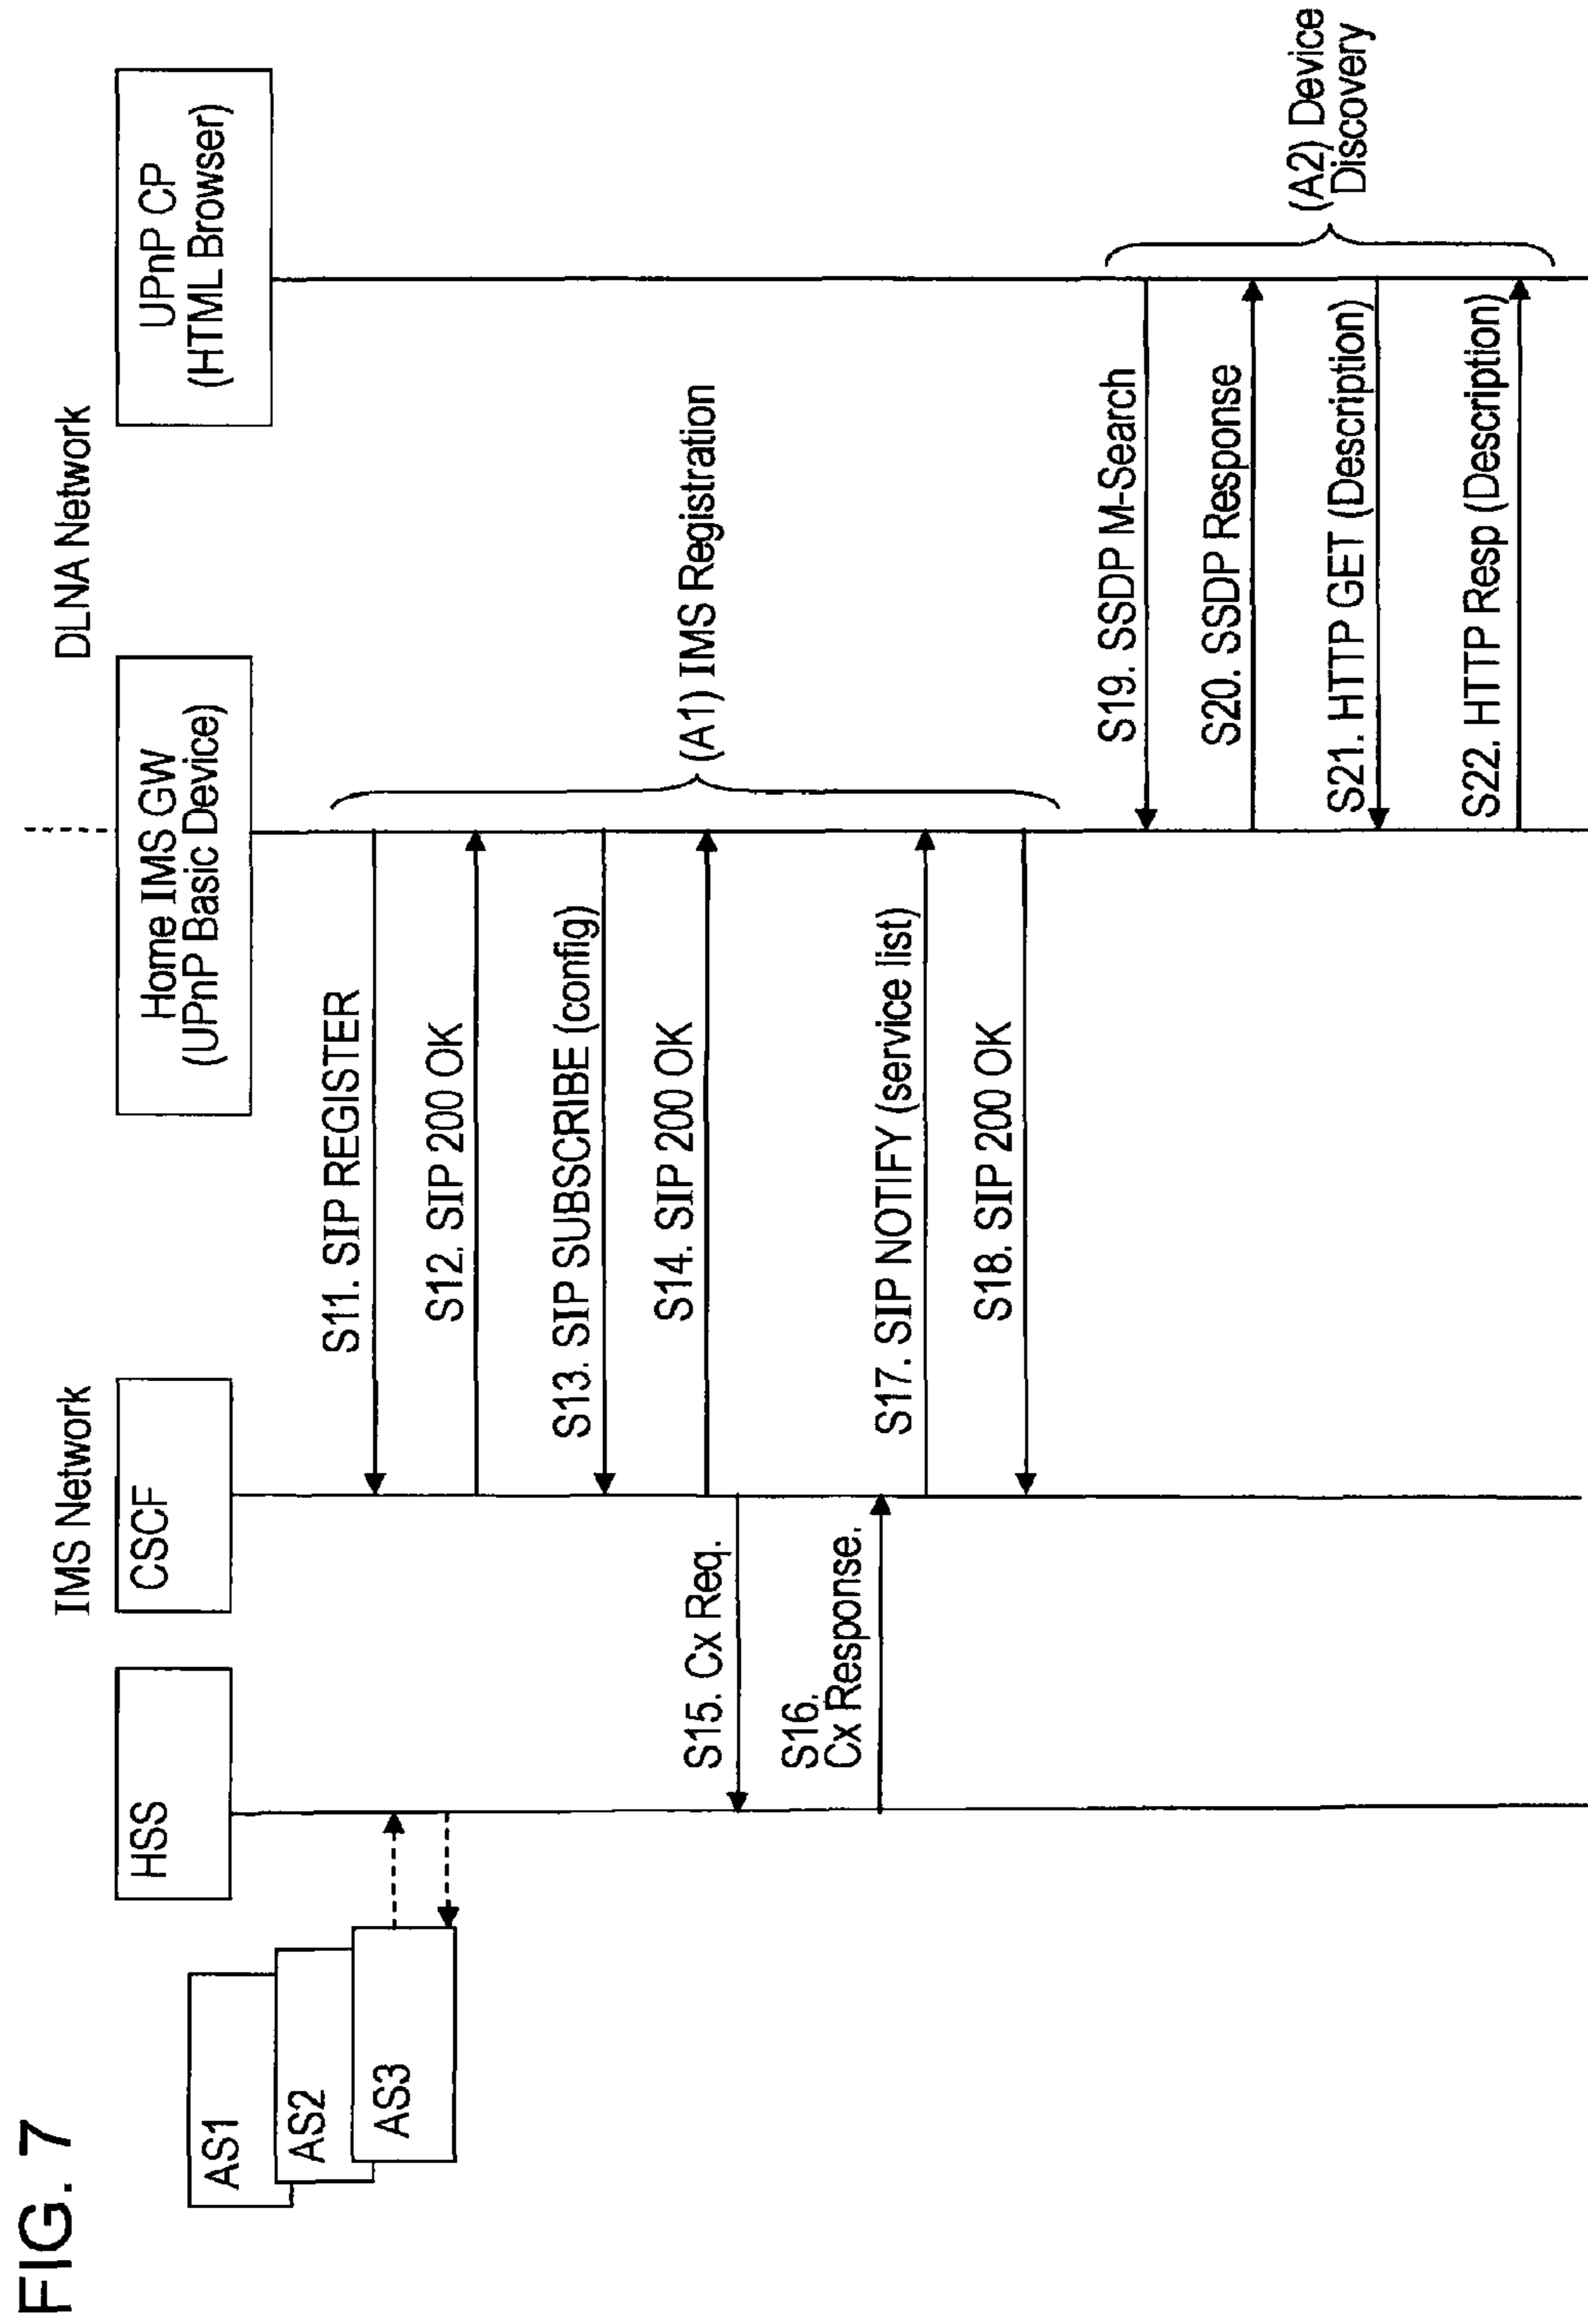 FIG. 7
IMS Network
DLNA Network
AS1
AS2
AS3
HSS
CSCF
Home IMS GW
(UPnP Basic Device)
UPnP CP
(HTML Browser)
S11. SIP REGISTER
S12. SIP 200 OK
S13. SIP SUBSCRIBE (config)
S14. SIP 200 OK
S15. Cx Req.
S16.
Cx Response.
S17. SIP NOTIFY (service list)
S18. SIP 200 OK
(A1) IMS Registration
S19. SSDP M-Search
S20. SSDP Response
S21. HTTP GET (Description)
S22. HTTP Resp (Description)
(A2) Device
Discovery